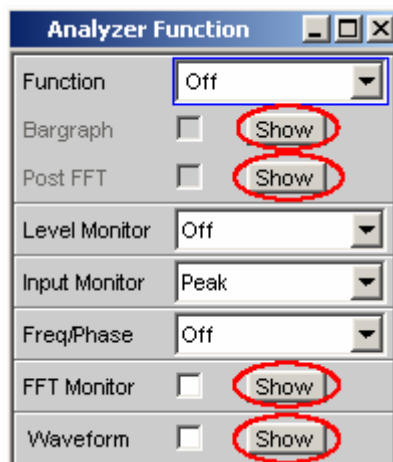 Analyzer Function
Function Off
Bargraph Show
Post FFT Show
Level Monitor Off
Input Monitor Peak
Freq/Phase Off
FFT Monitor Show
Waveform Show